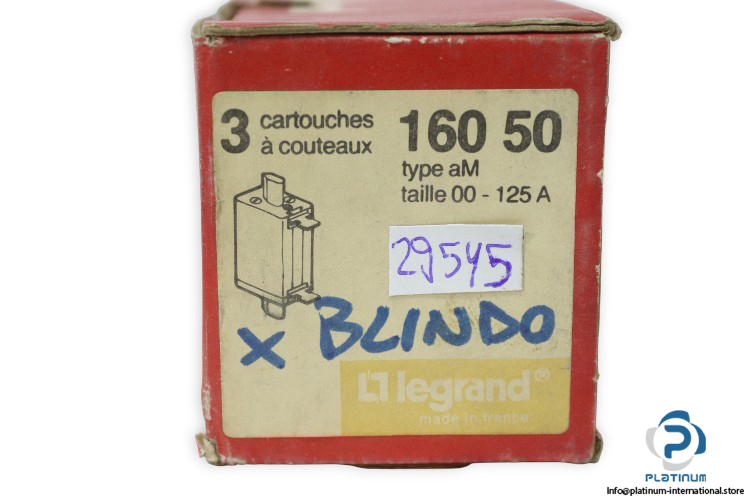 3 cartouches
à couteaux
160 50
type aM
taille 00 - 125 A
29545
x BLINDO
legrand®
made in france
PLATINUM
Info@platinum-international.store